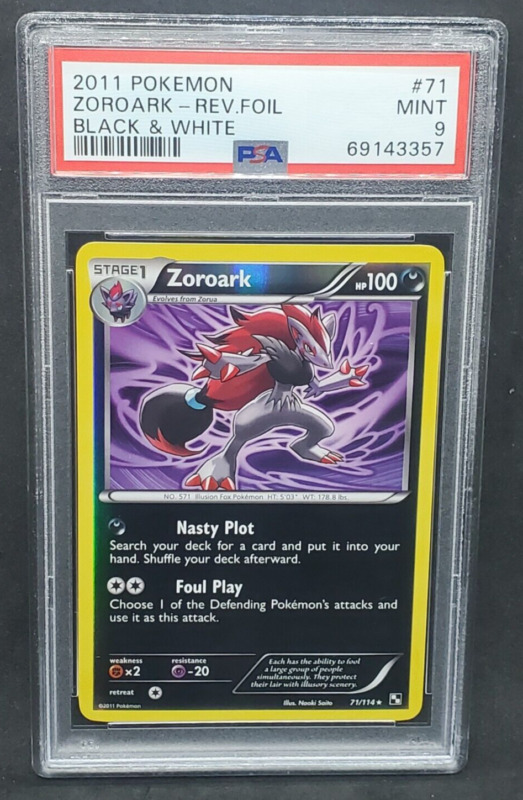 2011 POKEMON #71
ZOROARK - REV.FOIL MINT
BLACK & WHITE 9
PSA 69143357
STAGE1 Zoroark HP100
Evolves from Zorua
NO. 571 Illusion Fox Pokémon HT: 5'03" WT: 178.8 lbs.
Nasty Plot
Search your deck for a card and put it into your
hand. Shuffle your deck afterward.
Foul Play
Choose 1 of the Defending Pokémon's attacks and
use it as this attack.
weakness resistance
×2 -20
retreat
Each has the ability to fool
a large group of people
simultaneously. They protect
their lair with illusory scenery.
©2011 Pokémon Illus. Naoki Saito 71/114★